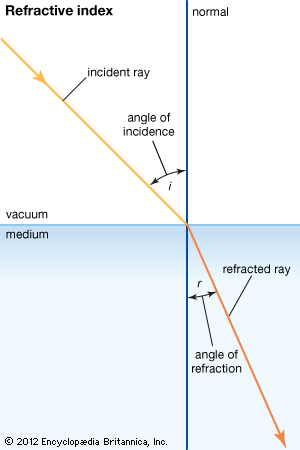 Refractive index
normal
incident ray
angle of
incidence
i
vacuum
medium
r
refracted ray
angle of
refraction
© 2012 Encyclopædia Britannica, Inc.